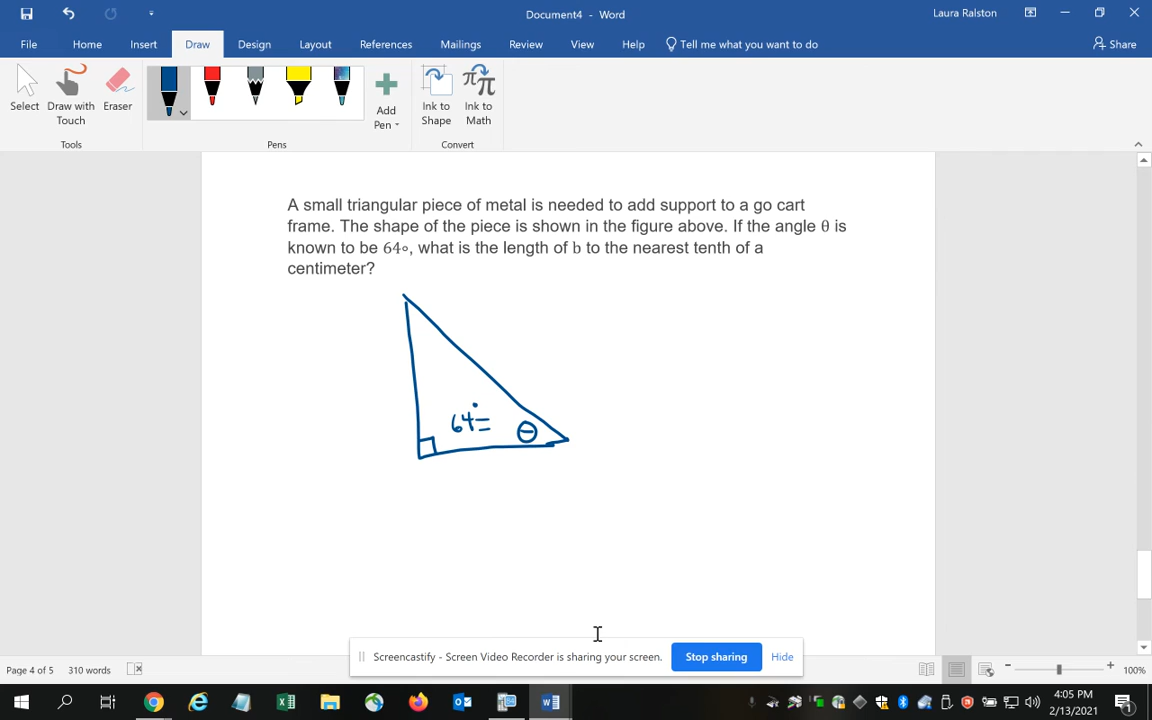 Document4 - Word
Laura Ralston
File
Home
Insert
Draw
Design
Layout
References
Mailings
Review
View
Help
Tell me what you want to do
Share
Select
Draw with Touch
Eraser
Add Pen
Ink to Shape
Ink to Math
Tools
Pens
Convert
A small triangular piece of metal is needed to add support to a go cart
frame. The shape of the piece is shown in the figure above. If the angle θ is
known to be 64∘, what is the length of b to the nearest tenth of a
centimeter?
64°= θ
Screencastify - Screen Video Recorder is sharing your screen.
Stop sharing
Hide
Page 4 of 5
310 words
100%
4:05 PM
2/13/2021